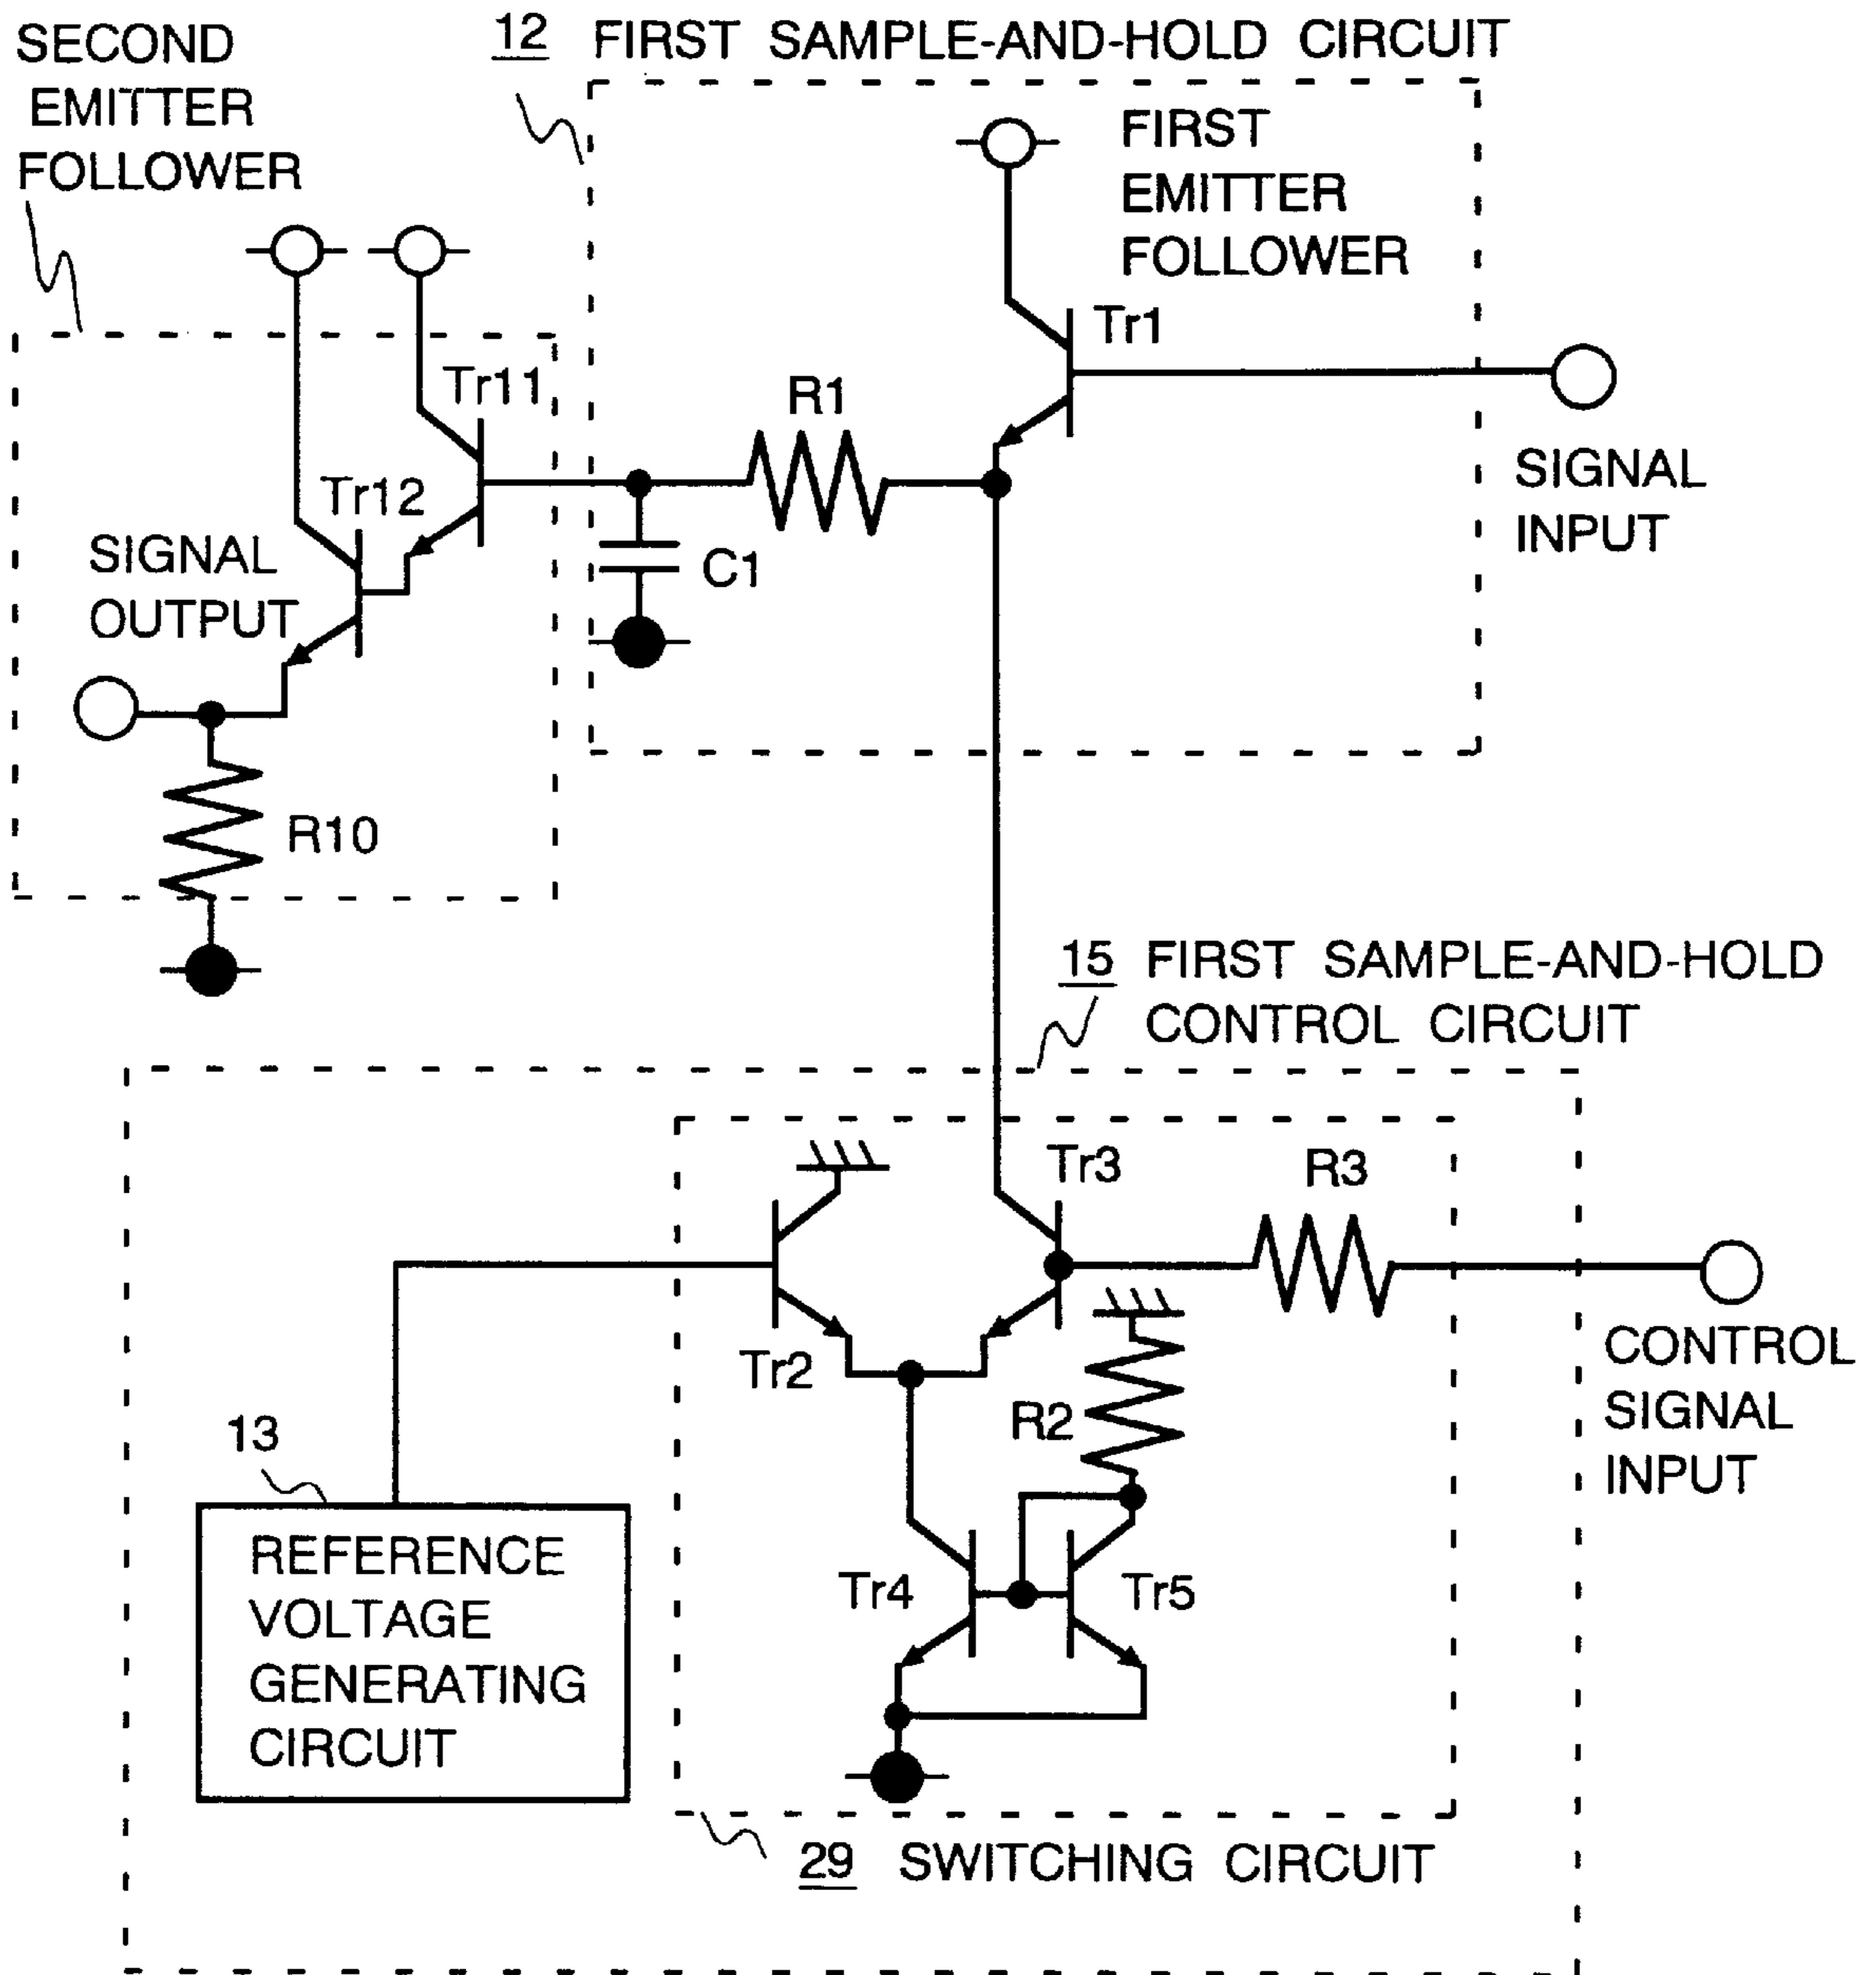 SECOND
EMITTER
FOLLOWER
12 FIRST SAMPLE-AND-HOLD CIRCUIT
FIRST
EMITTER
FOLLOWER
Tr1
Tr11
R1
Tr12
SIGNAL
INPUT
SIGNAL
OUTPUT
C1
R10
15 FIRST SAMPLE-AND-HOLD
CONTROL CIRCUIT
Tr3
R3
Tr2
R2
CONTROL
SIGNAL
INPUT
13
REFERENCE
VOLTAGE
GENERATING
CIRCUIT
Tr4
Tr5
29 SWITCHING CIRCUIT